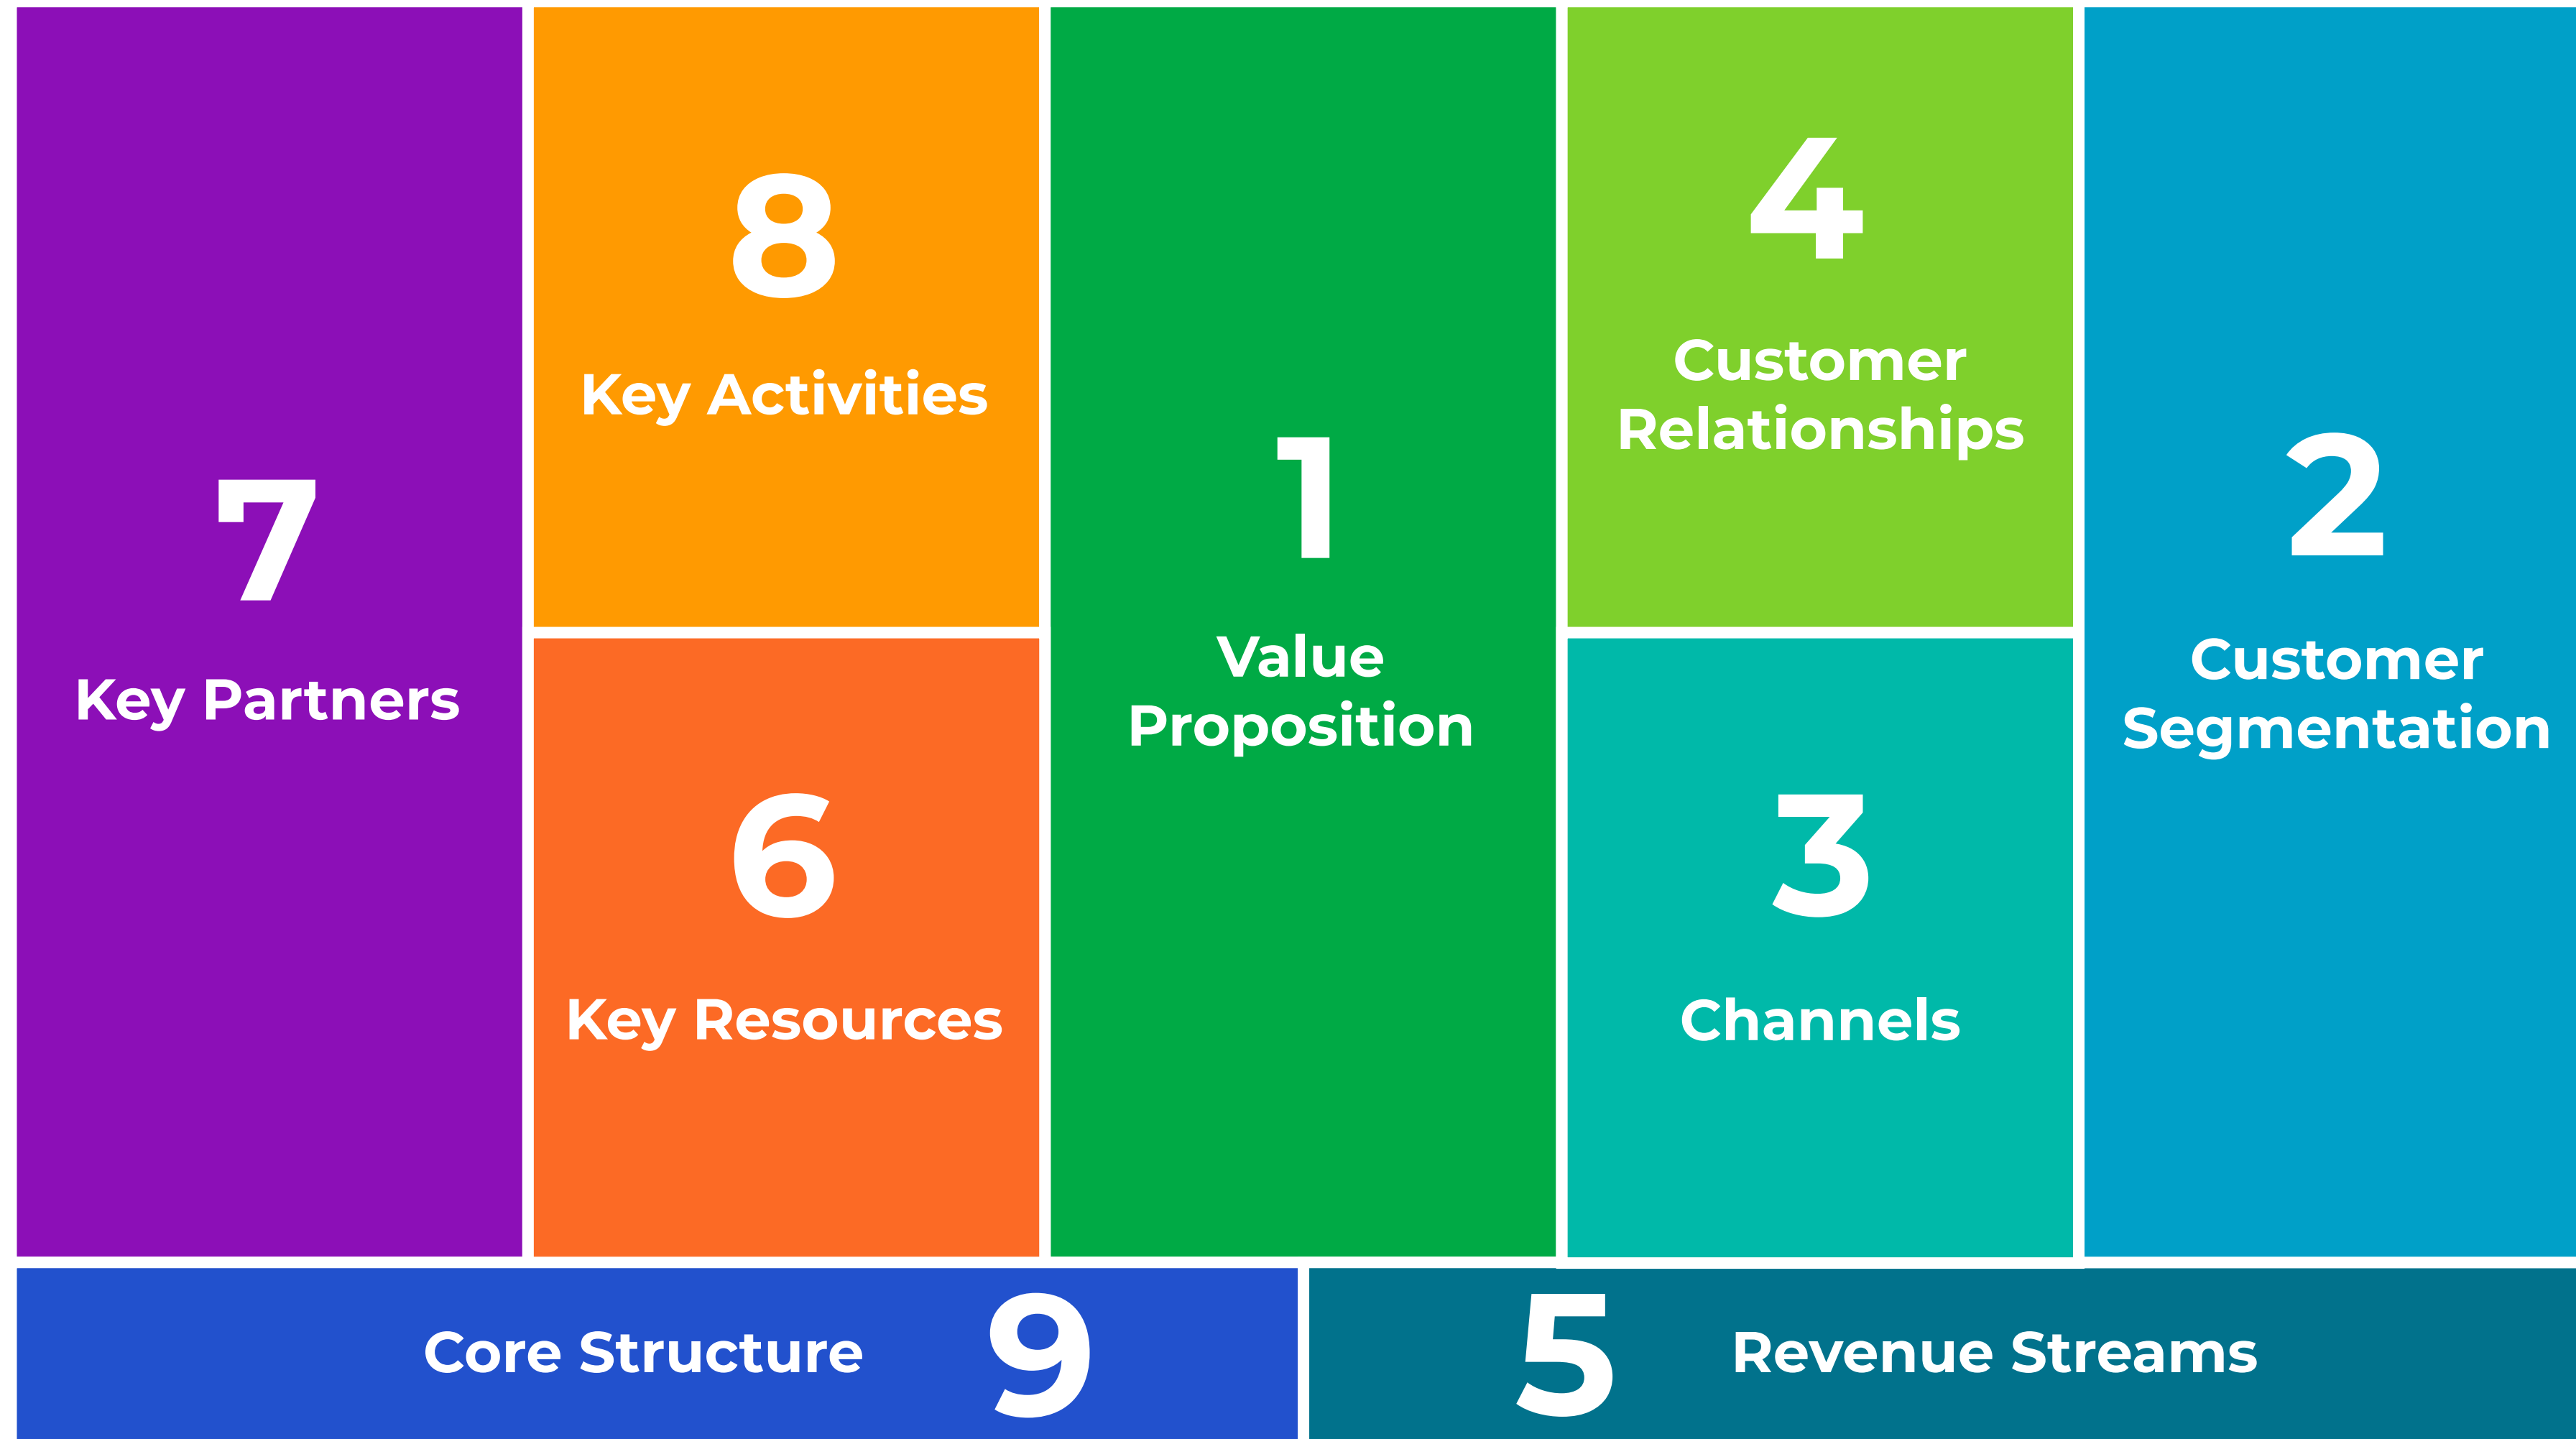 7
Key Partners
8
Key Activities
6
Key Resources
1
Value
Proposition
4
Customer
Relationships
3
Channels
2
Customer
Segmentation
Core Structure 9
5 Revenue Streams